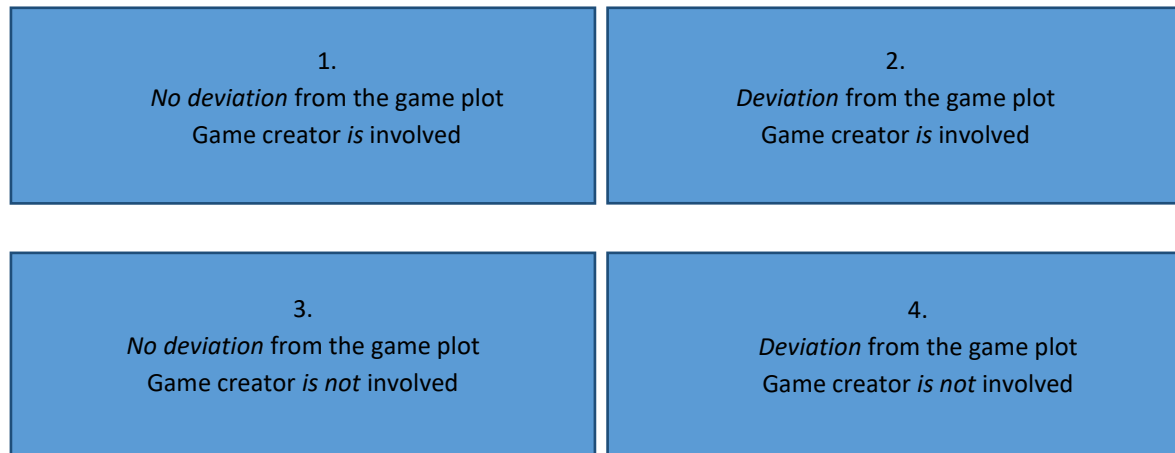 1.
No deviation from the game plot
Game creator is involved
2.
Deviation from the game plot
Game creator is involved
3.
No deviation from the game plot
Game creator is not involved
4.
Deviation from the game plot
Game creator is not involved